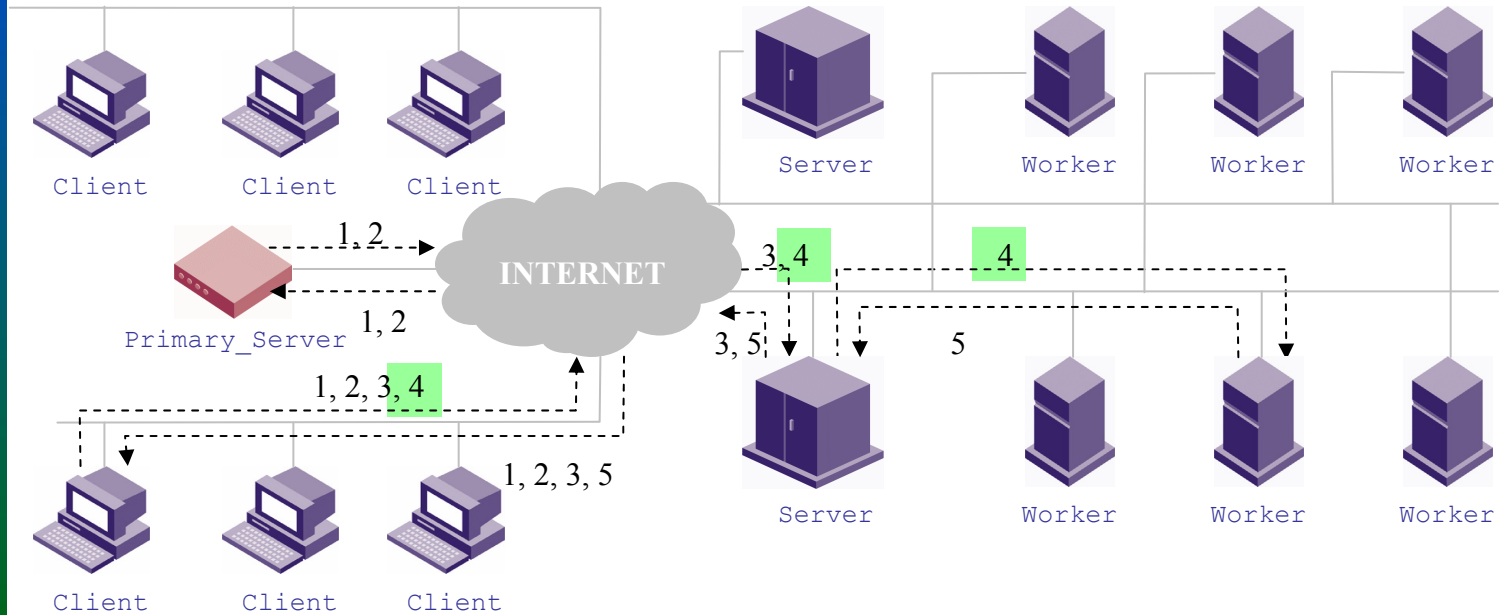 Client Client Client
Server Worker Worker Worker
1, 2
INTERNET
3, 4
4
1, 2
Primary_Server
3, 5
5
1, 2, 3, 4
1, 2, 3, 5
Server Worker Worker Worker
Client Client Client